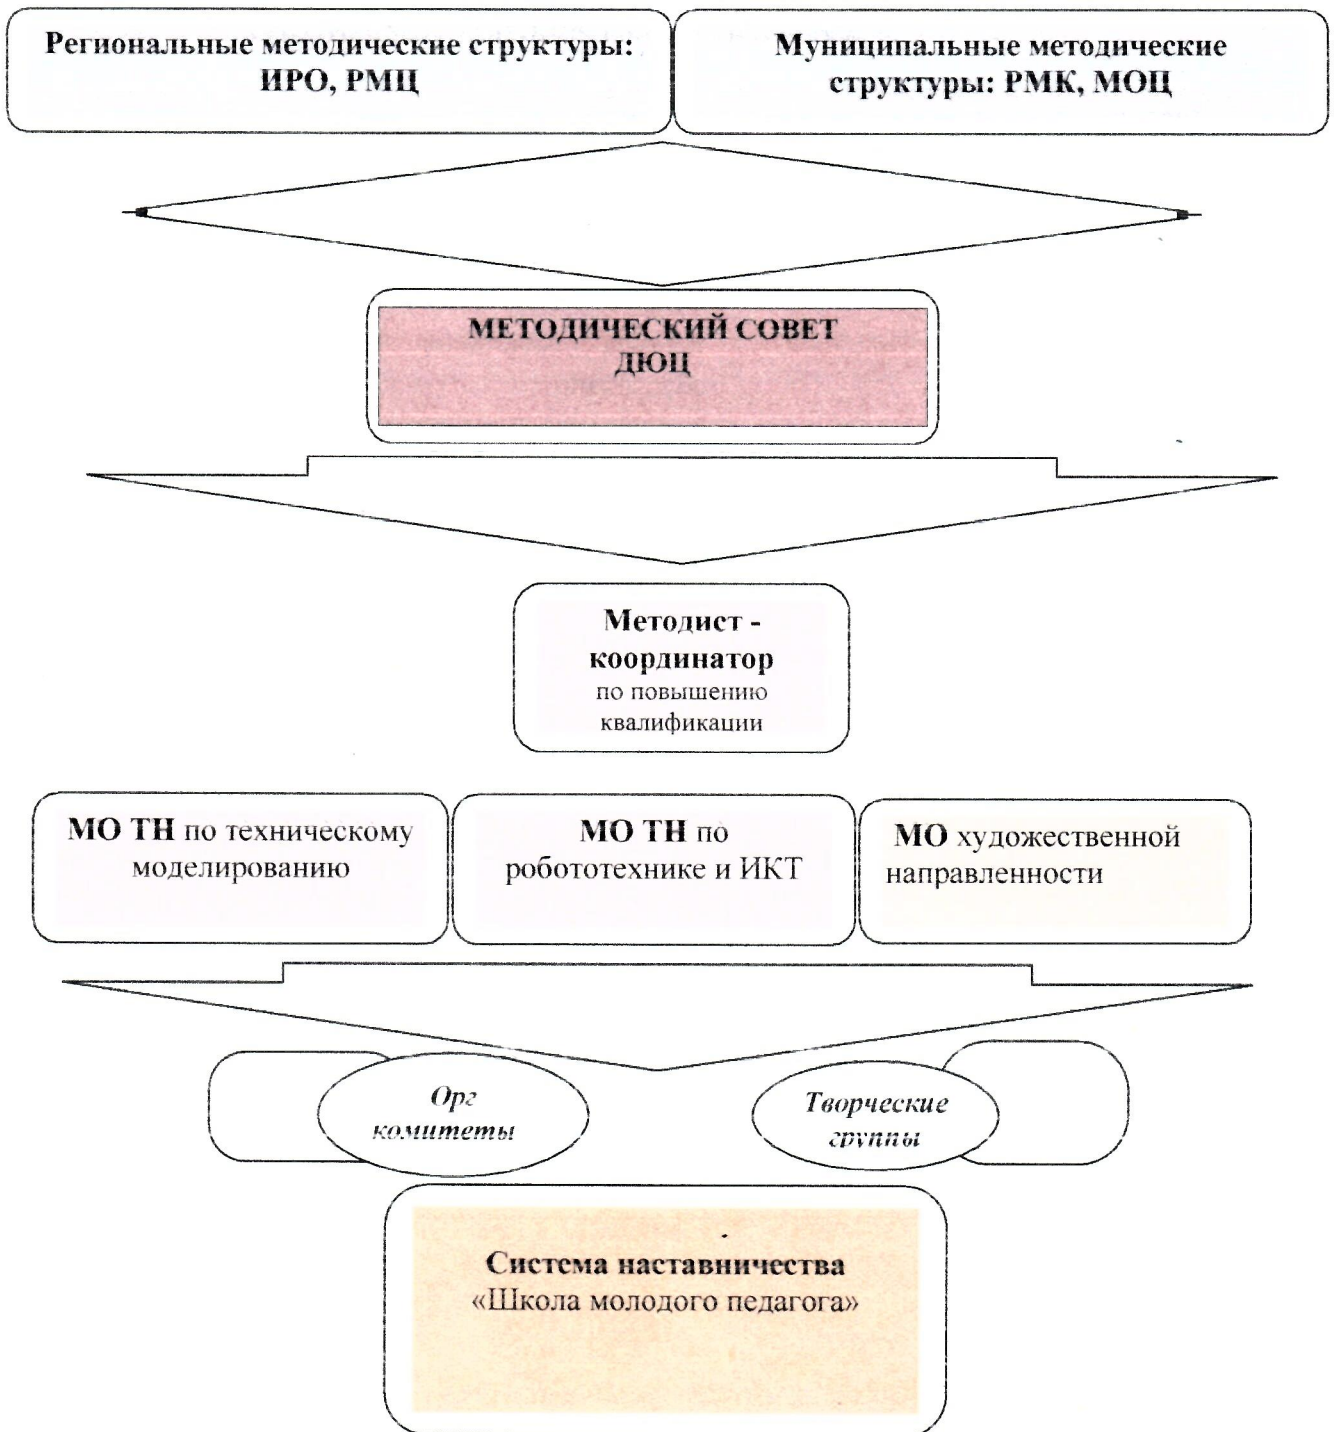 Региональные методические структуры:
ИРО, РМЦ
Муниципальные методические
структуры: РМК, МОЦ
МЕТОДИЧЕСКИЙ СОВЕТ
ДЮЦ
Методист -
координатор
по повышению
квалификации
МО ТН по техническому
моделированию
МО ТН по
робототехнике и ИКТ
МО художественной
направленности
Орг
комитеты
Творческие
группы
Система наставничества
«Школа молодого педагога»